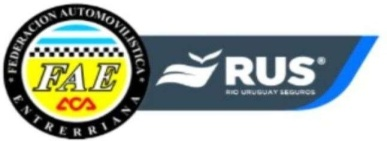 FEDERACION AUTOMOVILISTICA
FAE
ACA
ENTRERRIANA
RUS®
RIO URUGUAY SEGUROS